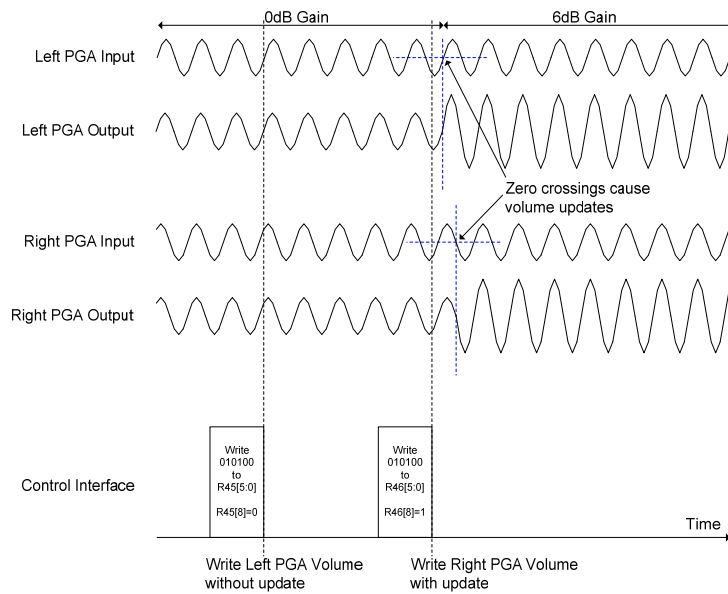 0dB Gain
6dB Gain
Left PGA Input
Left PGA Output
Zero crossings cause
volume updates
Right PGA Input
Right PGA Output
Control Interface
Write
010100
to
R45[5:0]
R45[8]=0
Write
010100
to
R46[5:0]
R46[8]=1
Time
Write Left PGA Volume
without update
Write Right PGA Volume
with update